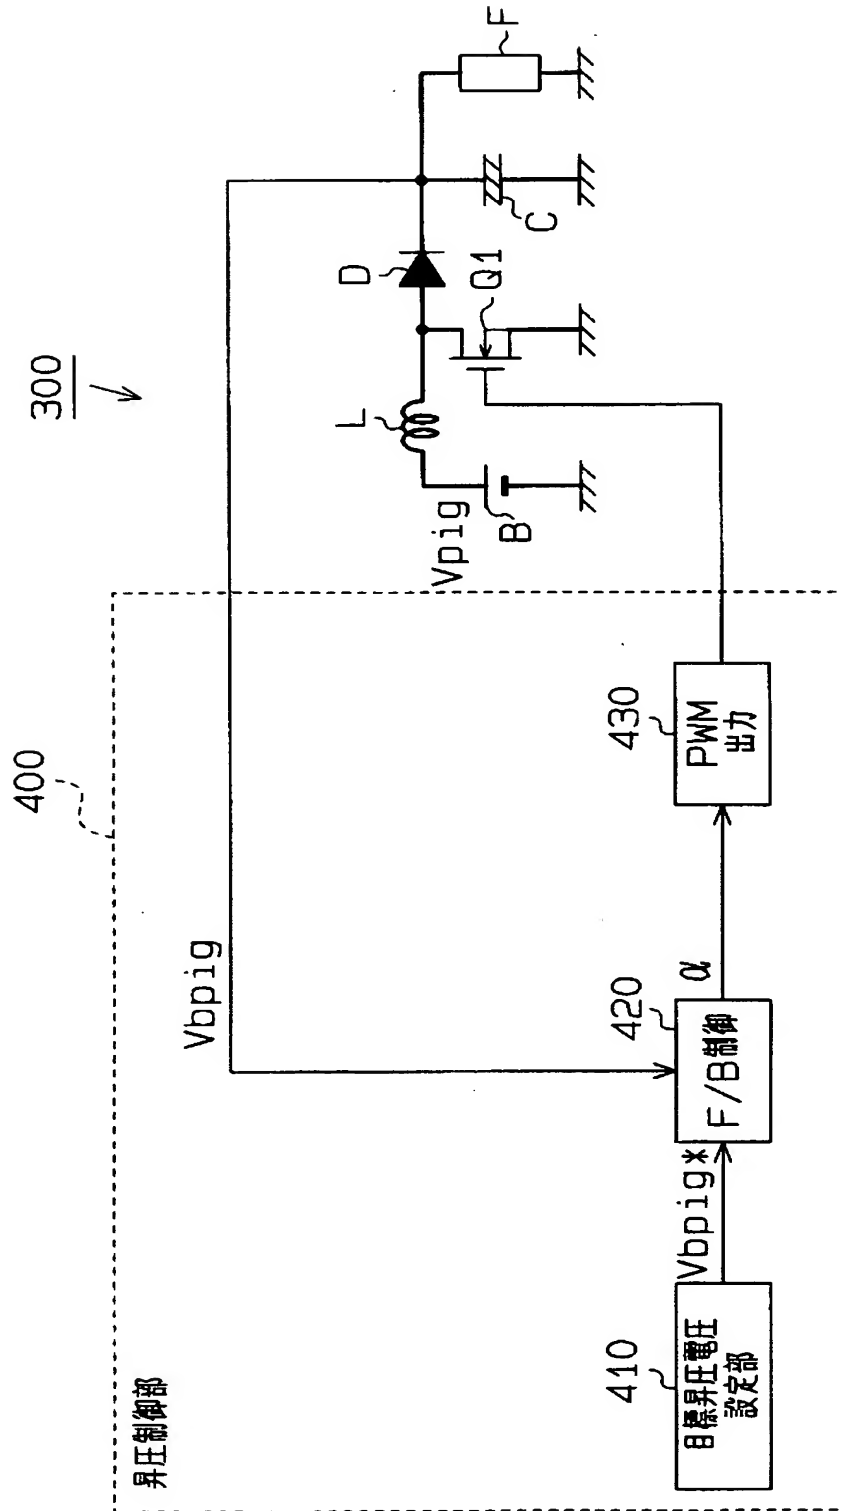 300
400
昇圧制御部
Vbpig
410
目標昇圧電圧
設定部
Vbpig*
420
F/B制御
α
430
PWM
出力
Vpig
B
L
Q1
D
C
F